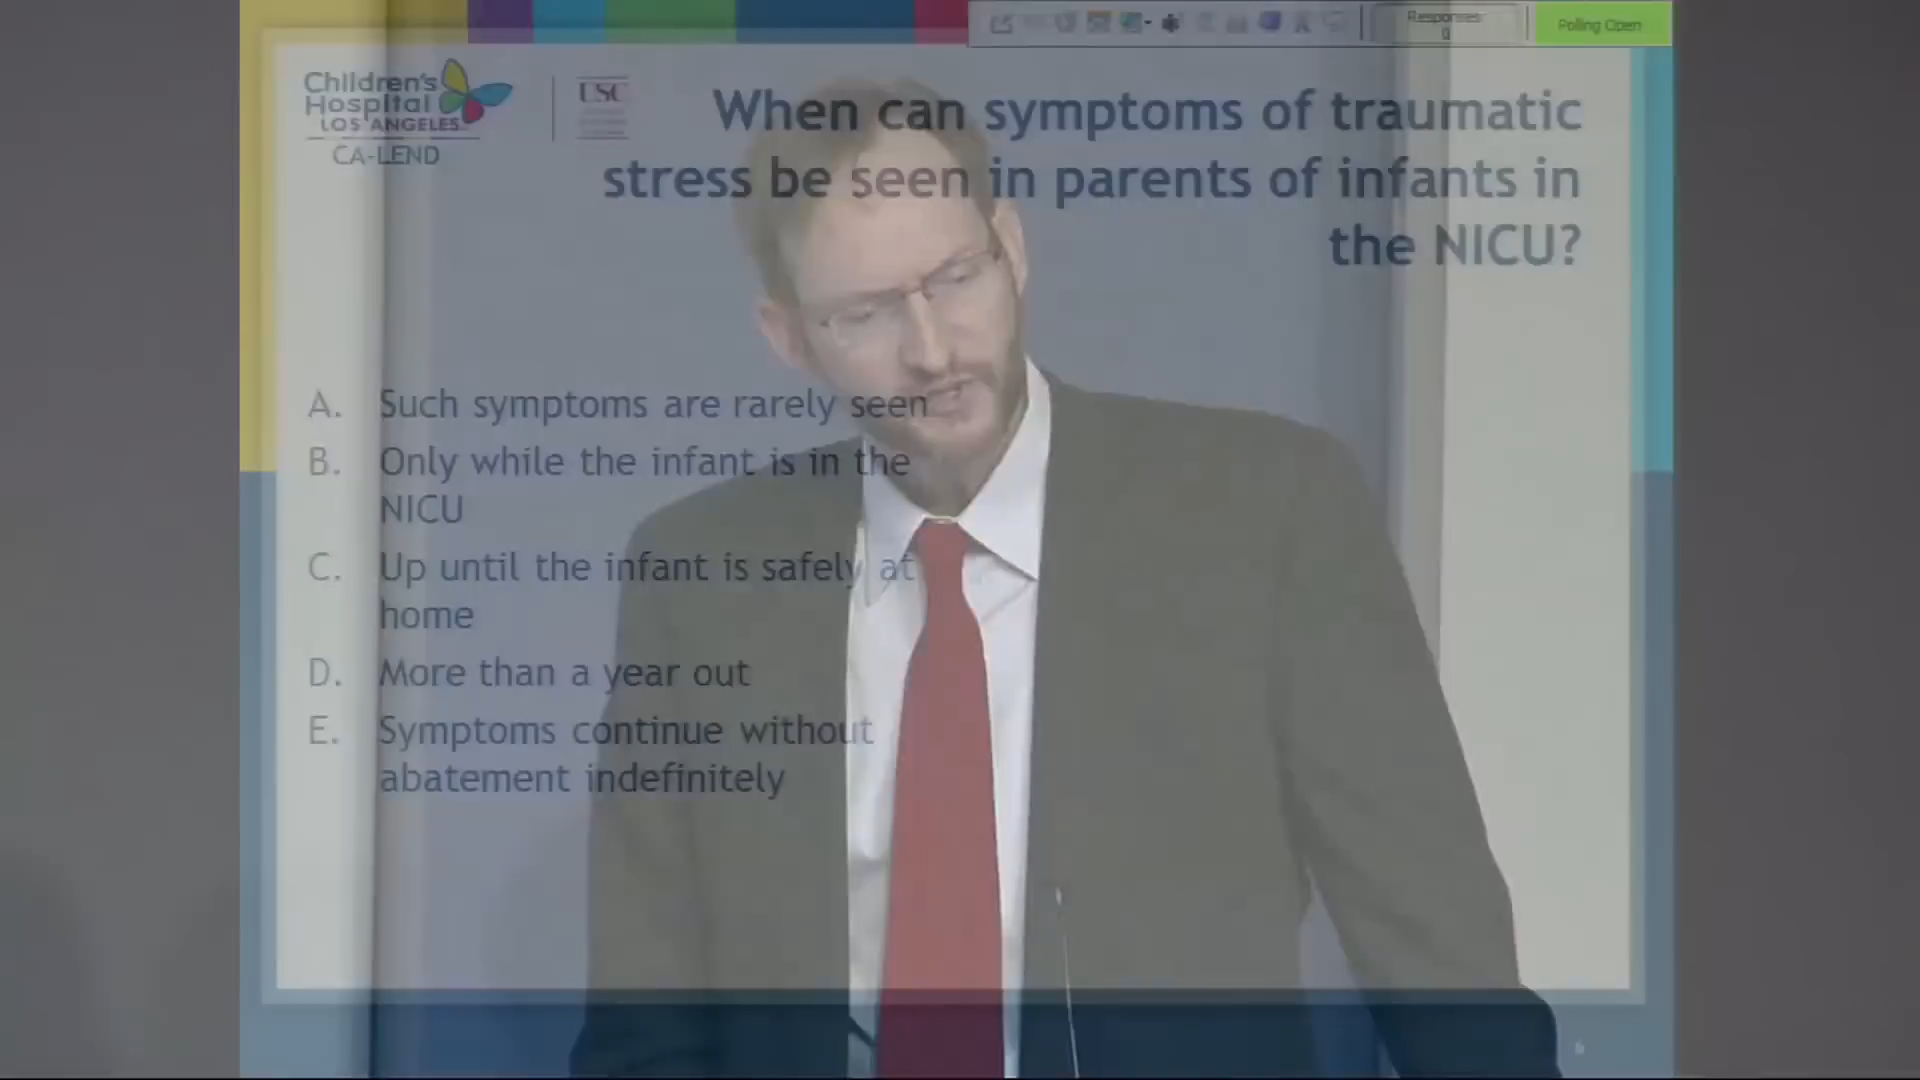 Responses
0
Polling Open
Children's
Hospital
LOS ANGELES
CA-LEND
USC
When can symptoms of traumatic
stress be seen in parents of infants in
the NICU?
A. Such symptoms are rarely seen
B. Only while the infant is in the
NICU
C. Up until the infant is safely at
home
D. More than a year out
E. Symptoms continue without
abatement indefinitely